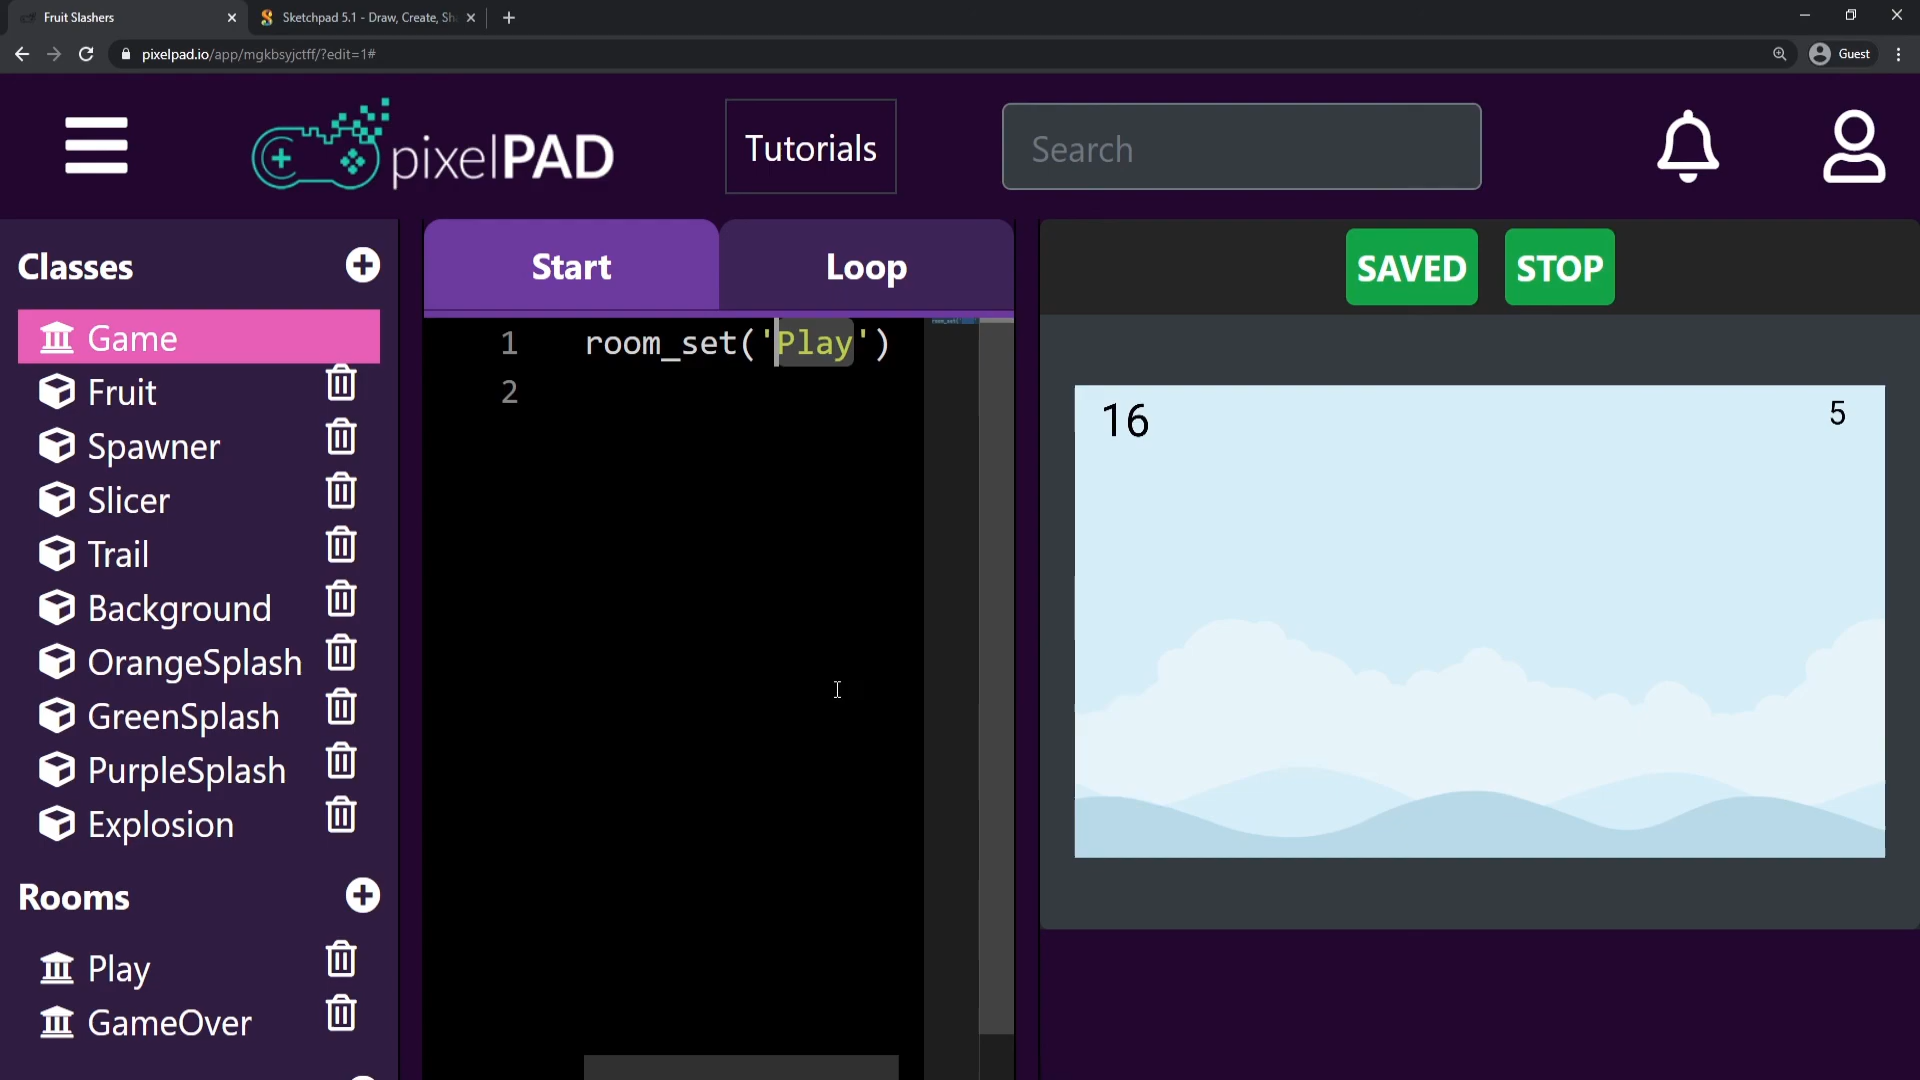 Fruit Slashers
Sketchpad 5.1 - Draw, Create, Sh
pixelpad.io/app/mgkbsyjctff/?edit=1#
Guest
pixelPAD
Tutorials
Search
Classes
Game
Fruit
Spawner
Slicer
Trail
Background
OrangeSplash
GreenSplash
PurpleSplash
Explosion
Rooms
Play
GameOver
Start
Loop
1 room_set('Play')
2
SAVED
STOP
16
5